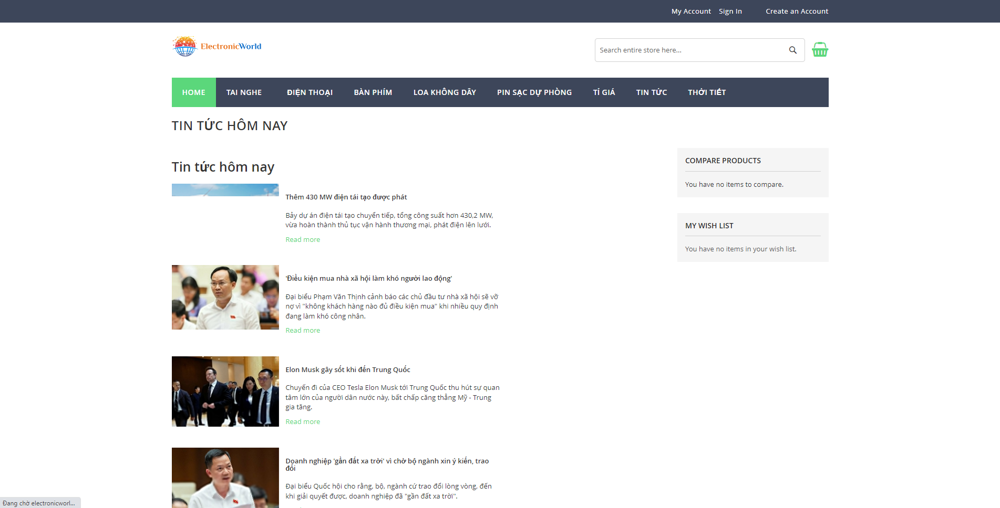 My Account Sign In Create an Account
ElectronicWorld
Search entire store here...
HOME TAI NGHE ĐIỆN THOẠI BÀN PHÍM LOA KHÔNG DÂY PIN SẠC DỰ PHÒNG TỈ GIÁ TIN TỨC THỜI TIẾT
TIN TỨC HÔM NAY
Tin tức hôm nay
Thêm 430 MW điện tái tạo được phát
Bảy dự án điện tái tạo chuyển tiếp, tổng công suất hơn 430,2 MW,
vừa hoàn thành thủ tục vận hành thương mại, phát điện lên lưới.
Read more
'Điều kiện mua nhà xã hội làm khó người lao động'
Đại biểu Phạm Văn Thịnh cảnh báo các chủ đầu tư nhà xã hội sẽ vỡ
nợ vì "không khách hàng nào đủ điều kiện mua" khi nhiều quy định
đang làm khó công nhân.
Read more
Elon Musk gây sốt khi đến Trung Quốc
Chuyến đi của CEO Tesla Elon Musk tới Trung Quốc thu hút sự quan
tâm lớn của người dân nước này, bất chấp căng thẳng Mỹ - Trung
gia tăng.
Read more
Doanh nghiệp 'gần đất xa trời' vì chờ bộ ngành xin ý kiến, trao
đổi
Đại biểu Quốc hội cho rằng, bộ, ngành cứ trao đổi lòng vòng, đến
khi giải quyết được, doanh nghiệp đã "gần đất xa trời".
COMPARE PRODUCTS
You have no items to compare.
MY WISH LIST
You have no items in your wish list.
Đang chờ electronicworl...